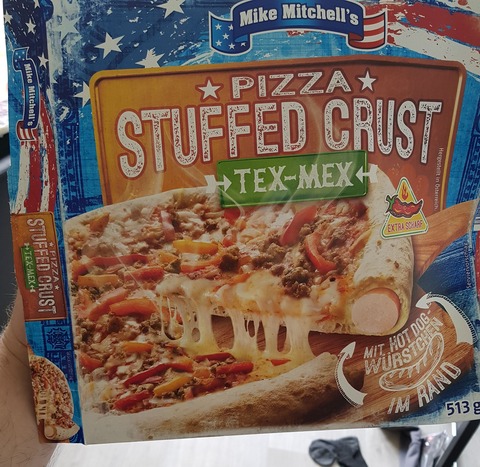 Mike Mitchell's
PIZZA
STUFFED CRUST
TEX-MEX
EXTRA SCHARF
MIT HOT DOG
WÜRSTCHEN
IM RAND
513 g
Mike Mitchell's
PIZZA
STUFFED CRUST
TEX-MEX